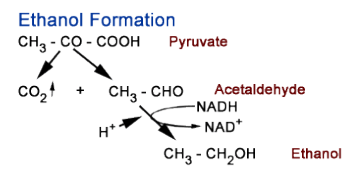 Ethanol Formation
CH₃ - CO - COOH Pyruvate
CO₂ + CH₃ - CHO Acetaldehyde
NADH
H⁺ NAD⁺
CH₃ - CH₂OH Ethanol